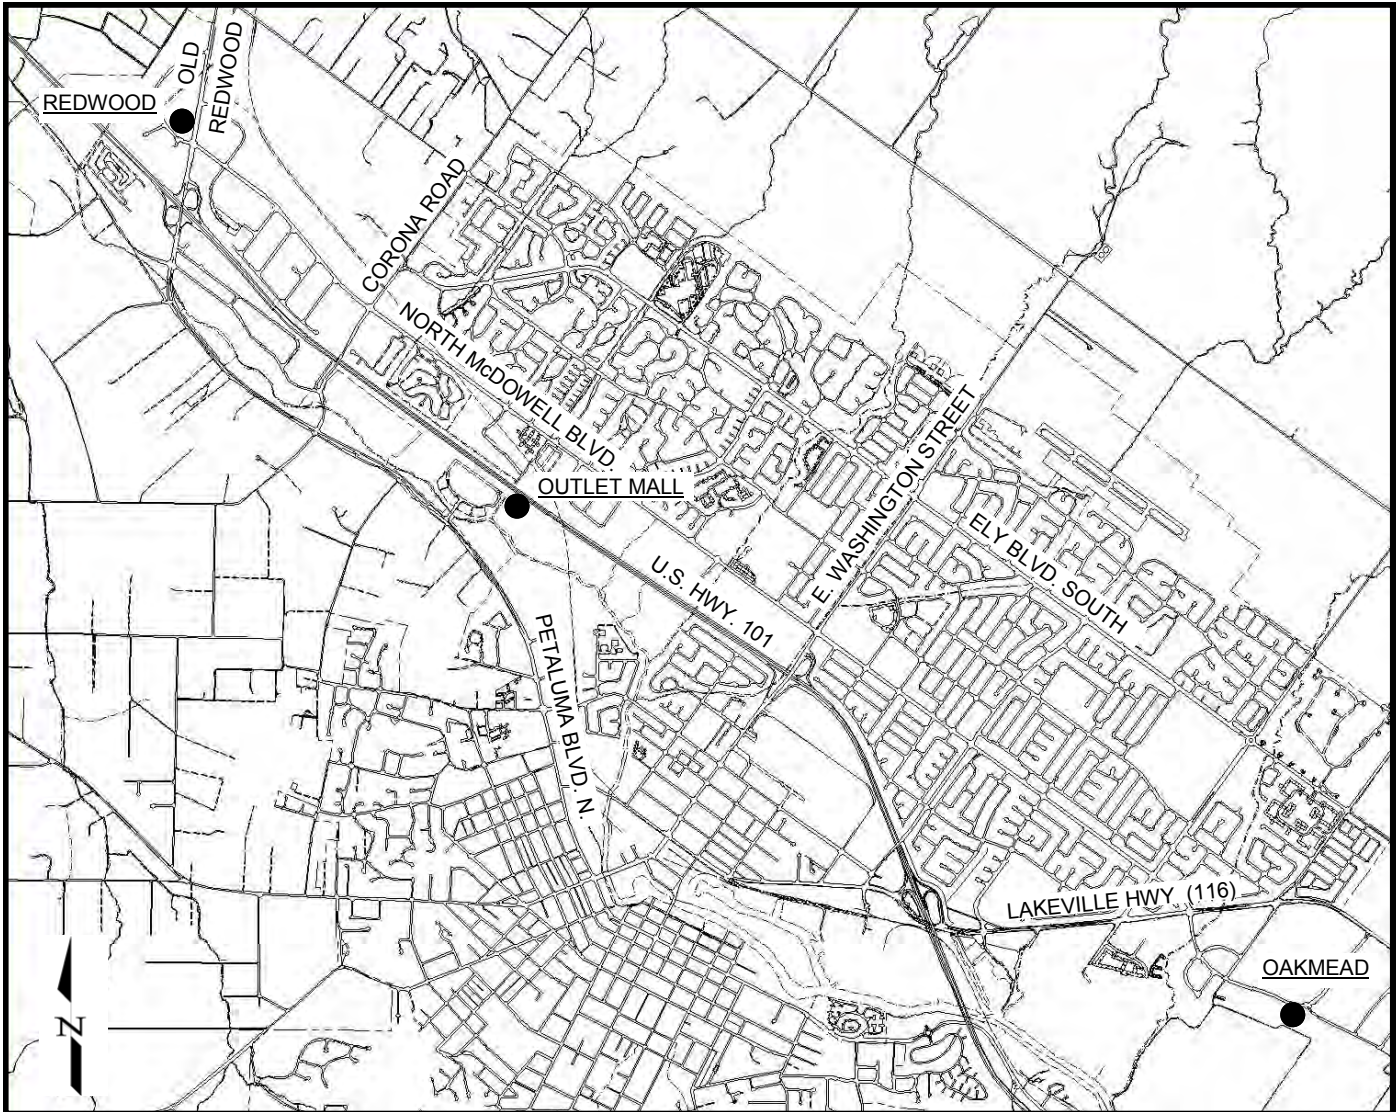 OLD
REDWOOD
REDWOOD
CORONA ROAD
NORTH McDOWELL BLVD.
OUTLET MALL
E. WASHINGTON STREET
ELY BLVD. SOUTH
U.S. HWY. 101
PETALUMA BLVD. N.
LAKEVILLE HWY. (116)
OAKMEAD
N